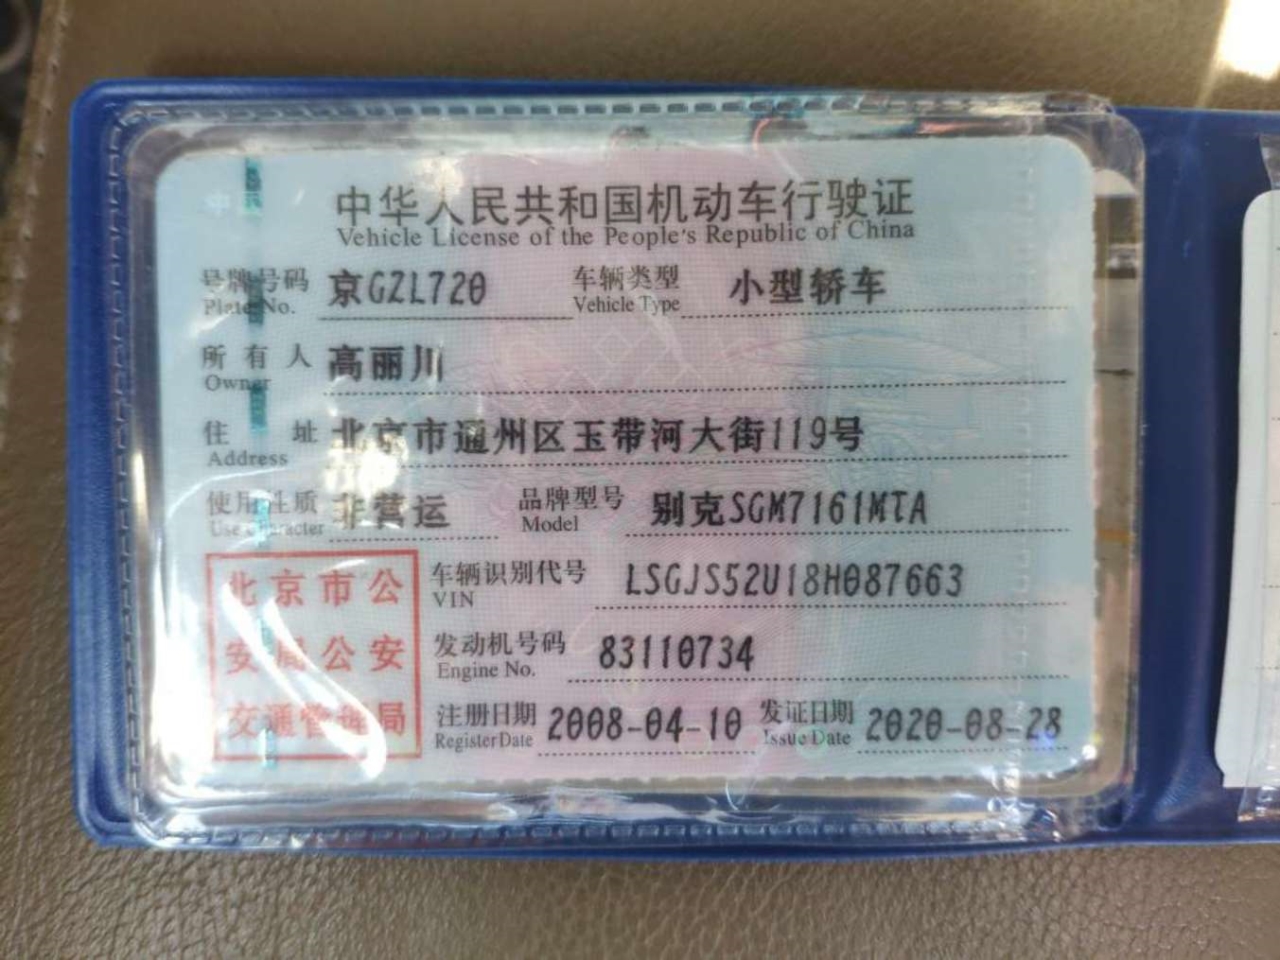 中华人民共和国机动车行驶证
Vehicle License of the People's Republic of China
号牌号码 京GZL720 车辆类型 小型轿车
Plate No. Vehicle Type
所有人 高丽川
Owner
住址 北京市通州区玉带河大街119号
Address
使用性质 非营运 品牌型号 别克SGM7161MTA
Use Character Model
北京市公
安局公安
交通管理局
车辆识别代号 LSGJS52U18H087663
VIN
发动机号码 83110734
Engine No.
注册日期 2008-04-10 发证日期 2020-08-28
Register Date Issue Date